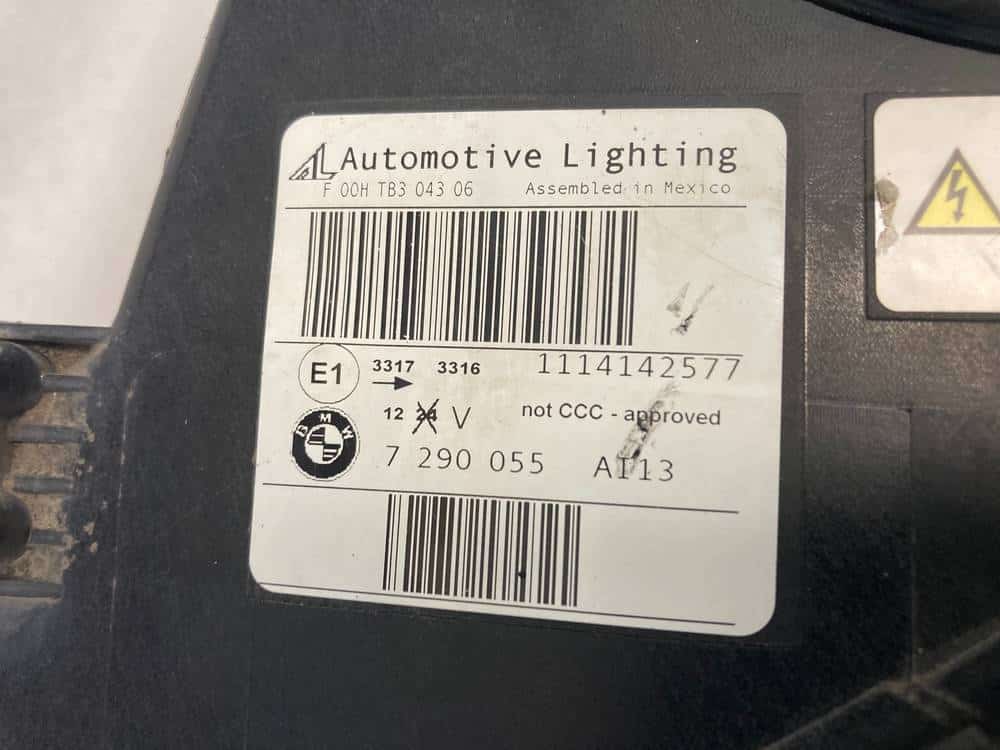 AL Automotive Lighting
F 00H TB3 043 06 Assembled in Mexico
E1 3317 3316 1114142577
12 24 V not CCC - approved
BMW
7 290 055 AI13